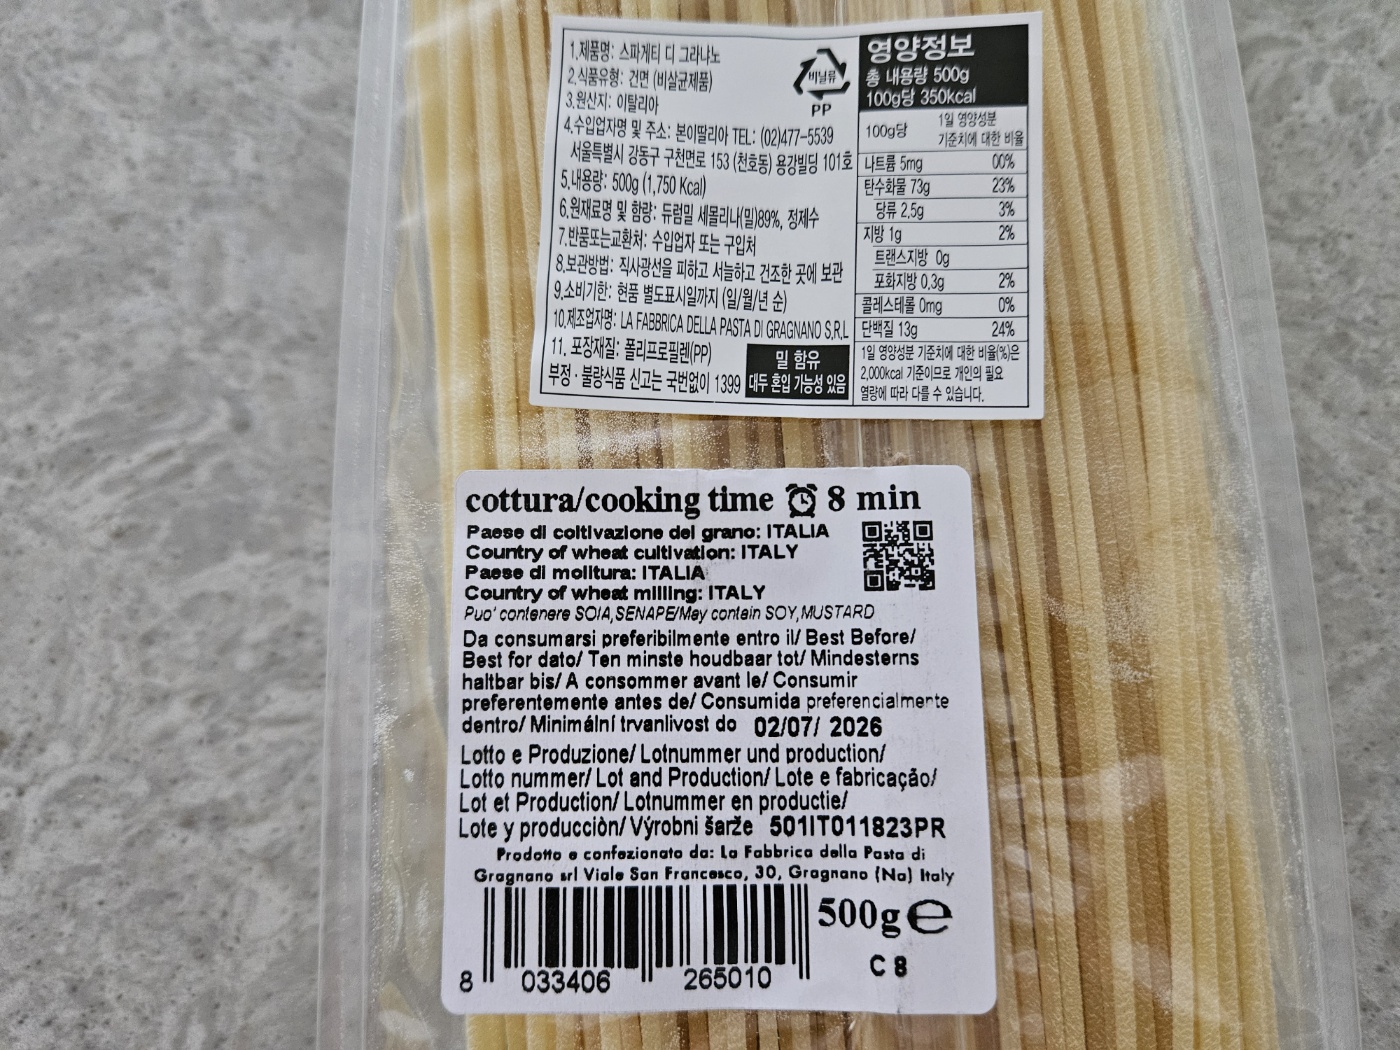 1.제품명: 스파게티 디 그라냐노
2.식품유형: 건면 (비살균제품)
3.원산지: 이탈리아
4.수입업자명 및 주소: 본이딸리아 TEL: (02)477-5539
서울특별시 강동구 구천면로 153 (천호동) 용강빌딩 101호
5.내용량: 500g (1,750 Kcal)
6.원재료명 및 함량: 듀럼밀 세몰리나(밀)89%, 정제수
7.반품또는교환처: 수입업자 또는 구입처
8.보관방법: 직사광선을 피하고 서늘하고 건조한 곳에 보관
9.소비기한: 현품 별도표시일까지 (일/월/년 순)
10.제조업자명: LA FABBRICA DELLA PASTA DI GRAGNANO S,R,L
11. 포장재질: 폴리프로필렌(PP)
부정·불량식품 신고는 국번없이 1399
밀 함유
대두 혼입 가능성 있음
비닐류
PP
영양정보
총 내용량 500g
100g당 350kcal
100g당 1일 영양성분
기준치에 대한 비율
나트륨 5mg 00%
탄수화물 73g 23%
당류 2.5g 3%
지방 1g 2%
트랜스지방 0g
포화지방 0.3g 2%
콜레스테롤 0mg 0%
단백질 13g 24%
1일 영양성분 기준치에 대한 비율(%)은
2,000kcal 기준이므로 개인의 필요
열량에 따라 다를 수 있습니다.
cottura/cooking time 8 min
Paese di coltivazione del grano: ITALIA
Country of wheat cultivation: ITALY
Paese di molitura: ITALIA
Country of wheat milling: ITALY
Puo' contenere SOIA,SENAPE/May contain SOY,MUSTARD
Da consumarsi preferibilmente entro il/ Best Before/
Best for dato/ Ten minste houdbaar tot/ Mindesterns
haltbar bis/ A consommer avant le/ Consumir
preferentemente antes de/ Consumida preferencialmente
dentro/ Minimální trvanlivost do 02/07/ 2026
Lotto e Produzione/ Lotnummer und production/
Lotto nummer/ Lot and Production/ Lote e fabricação/
Lot et Production/ Lotnummer en productie/
Lote y producciòn/ Výrobni šarže 501IT011823PR
Prodotto e confezionato da: La Fabbrica della Pasta di
Gragnano srl Viale San Francesco, 30, Gragnano (Na) Italy
8 033406 265010
500g e
C 8